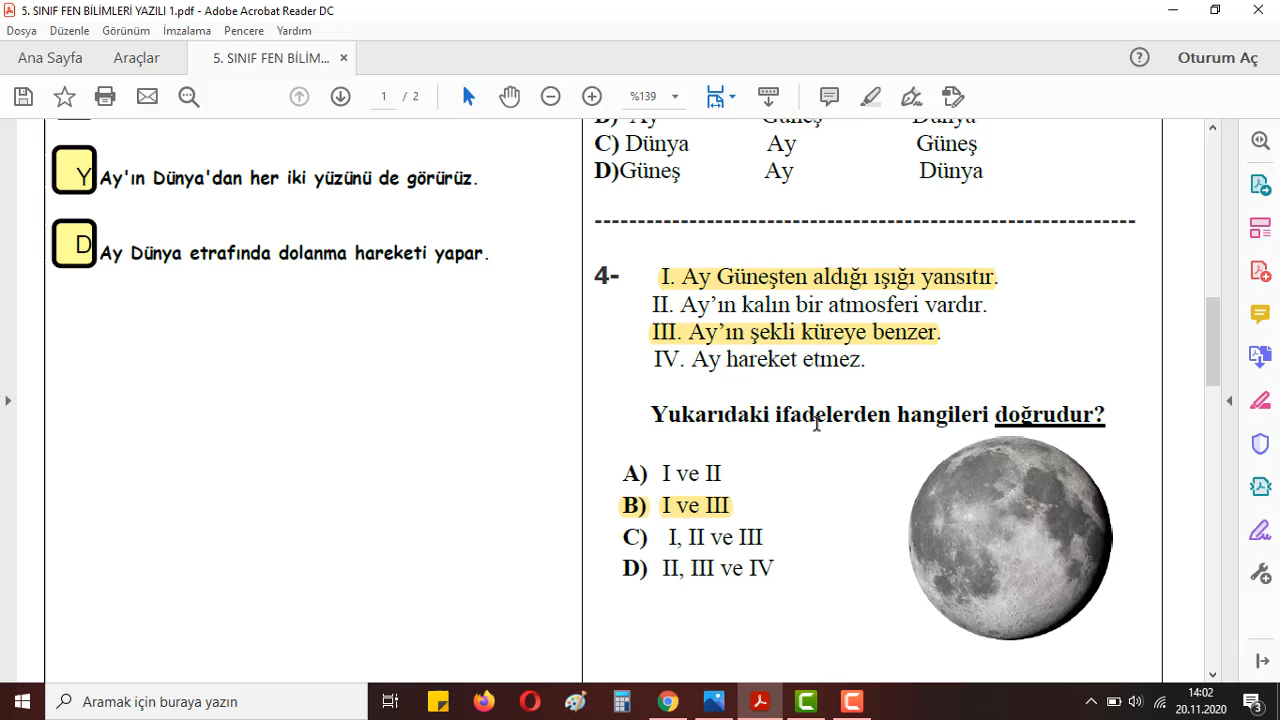 5. SINIF FEN BİLİMLERİ YAZILI 1.pdf - Adobe Acrobat Reader DC
Dosya Düzenle Görünüm İmzalama Pencere Yardım
Ana Sayfa Araçlar 5. SINIF FEN BİLİM... × Oturum Aç
1 / 2 %139
B) Ay Güneş Dünya
C) Dünya Ay Güneş
D)Güneş Ay Dünya
Y Ay'ın Dünya'dan her iki yüzünü de görürüz.
D Ay Dünya etrafında dolanma hareketi yapar.
4- I. Ay Güneşten aldığı ışığı yansıtır.
II. Ay’ın kalın bir atmosferi vardır.
III. Ay’ın şekli küreye benzer.
IV. Ay hareket etmez.
Yukarıdaki ifadelerden hangileri doğrudur?
A) I ve II
B) I ve III
C) I, II ve III
D) II, III ve IV
Aramak için buraya yazın
14:02
20.11.2020
3